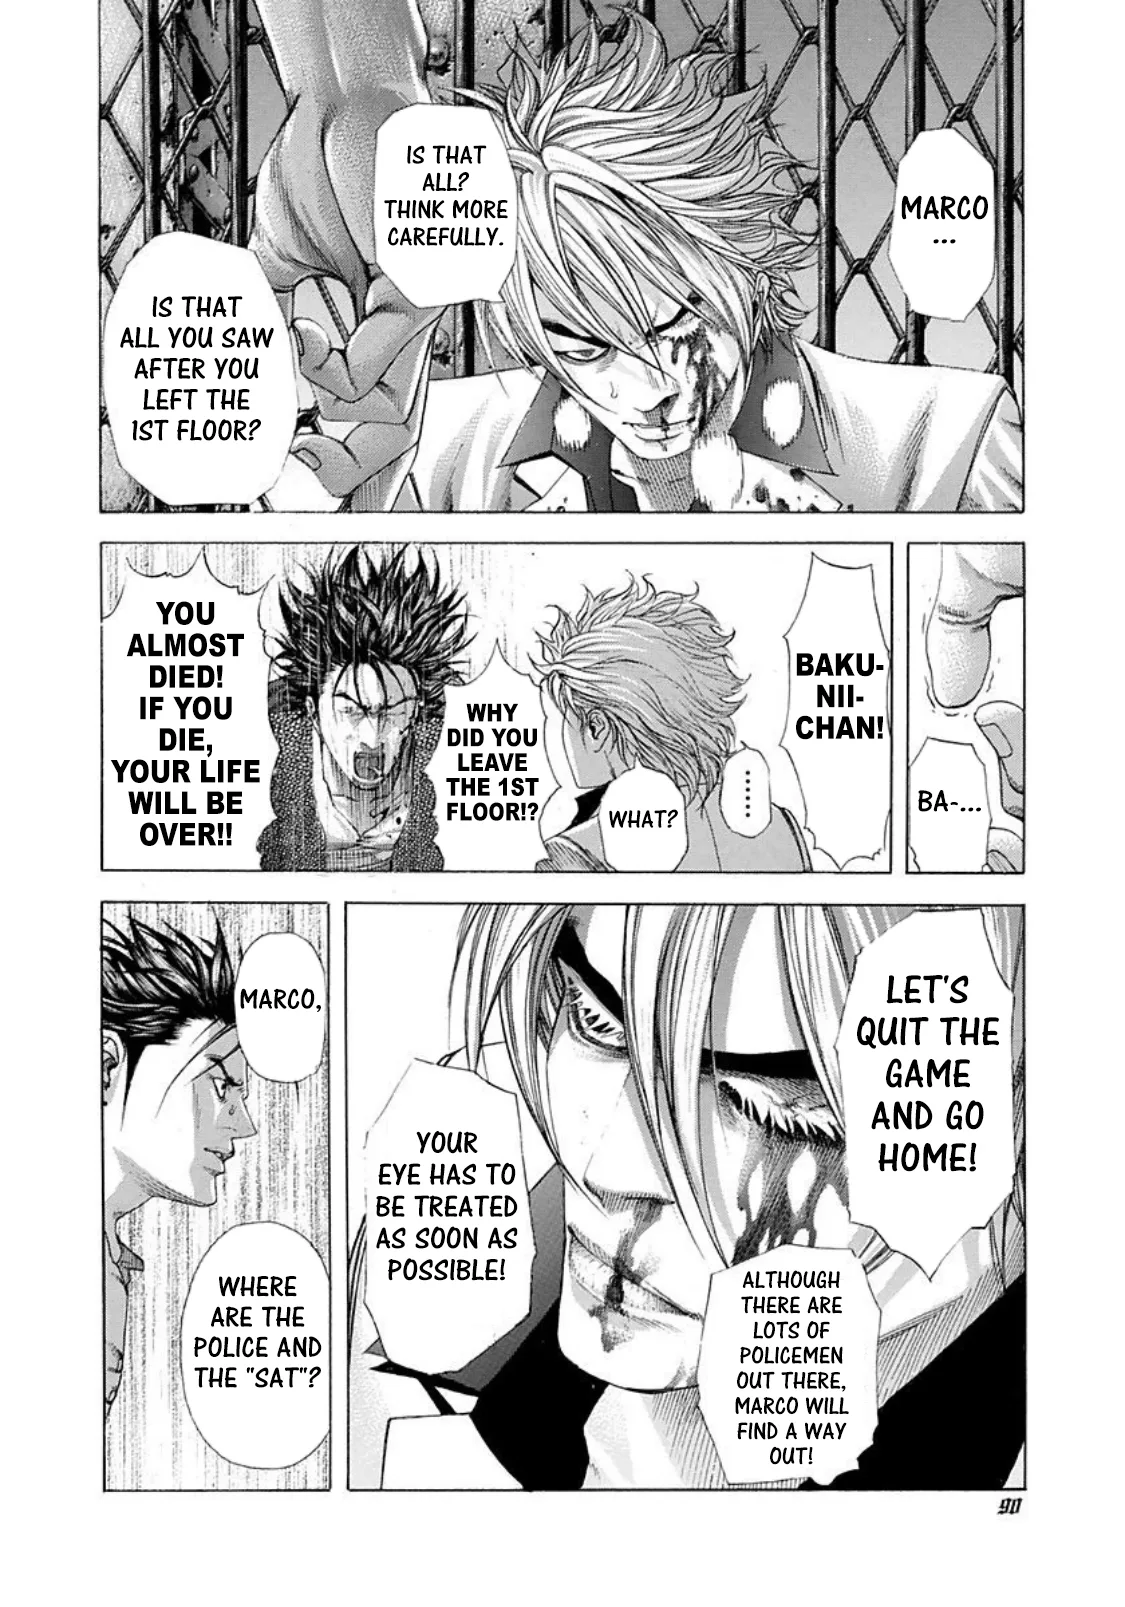 MARCO
...
IS THAT
ALL?
THINK MORE
CAREFULLY.
IS THAT
ALL YOU SAW
AFTER YOU
LEFT THE
1ST FLOOR?
BA-...
BAKU-
NII-
CHAN!
......
WHAT?
WHY
DID YOU
LEAVE
THE 1ST
FLOOR!?
YOU
ALMOST
DIED!
IF YOU
DIE,
YOUR LIFE
WILL BE
OVER!!
LET'S
QUIT THE
GAME
AND GO
HOME!
ALTHOUGH
THERE ARE
LOTS OF
POLICEMEN
OUT THERE,
MARCO WILL
FIND A WAY
OUT!
YOUR
EYE HAS TO
BE TREATED
AS SOON AS
POSSIBLE!
MARCO,
WHERE
ARE THE
POLICE AND
THE "SAT"?
90